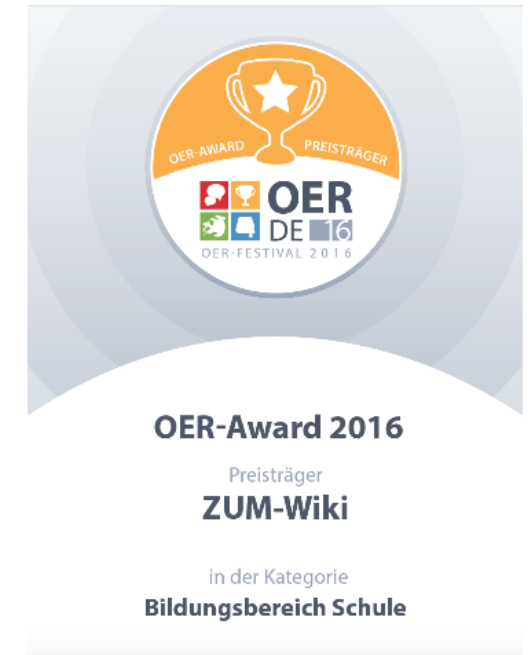 OER-AWARD PREISTRÄGER
OER
DE 16
OER-FESTIVAL 2016
OER-Award 2016
Preisträger
ZUM-Wiki
in der Kategorie
Bildungsbereich Schule